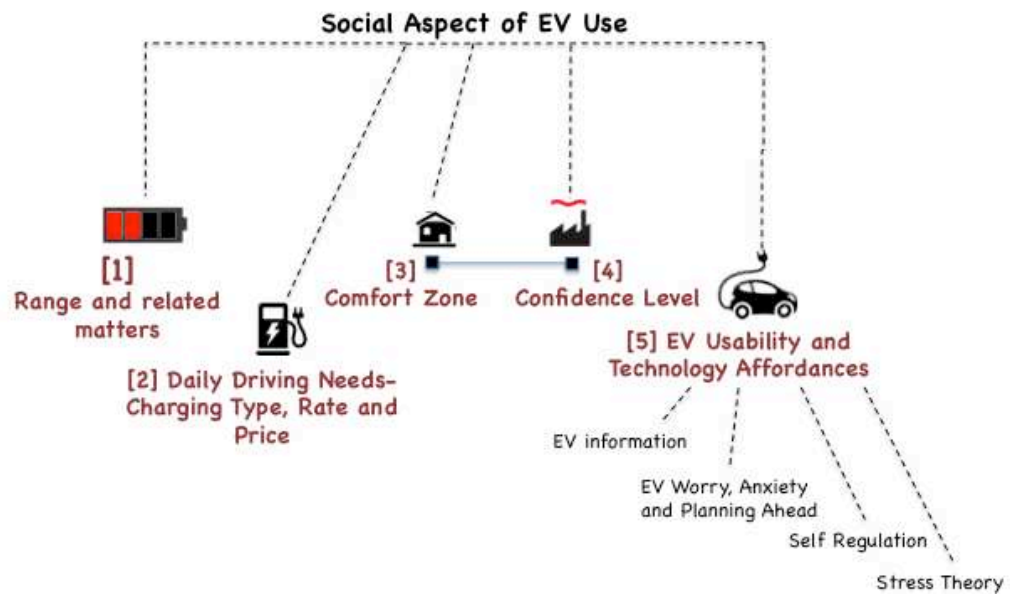 Social Aspect of EV Use
[1]
Range and related
matters
[2] Daily Driving Needs-
Charging Type, Rate and
Price
[3]
Comfort Zone
[4]
Confidence Level
[5] EV Usability and
Technology Affordances
EV information
EV Worry, Anxiety
and Planning Ahead
Self Regulation
Stress Theory